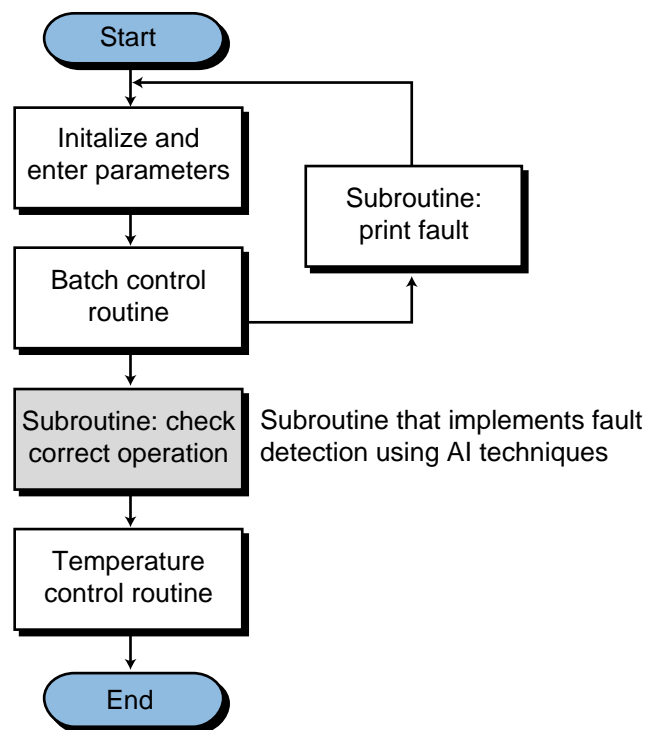 Start
Initalize and
enter parameters
Subroutine:
print fault
Batch control
routine
Subroutine: check
correct operation
Subroutine that implements fault
detection using AI techniques
Temperature
control routine
End